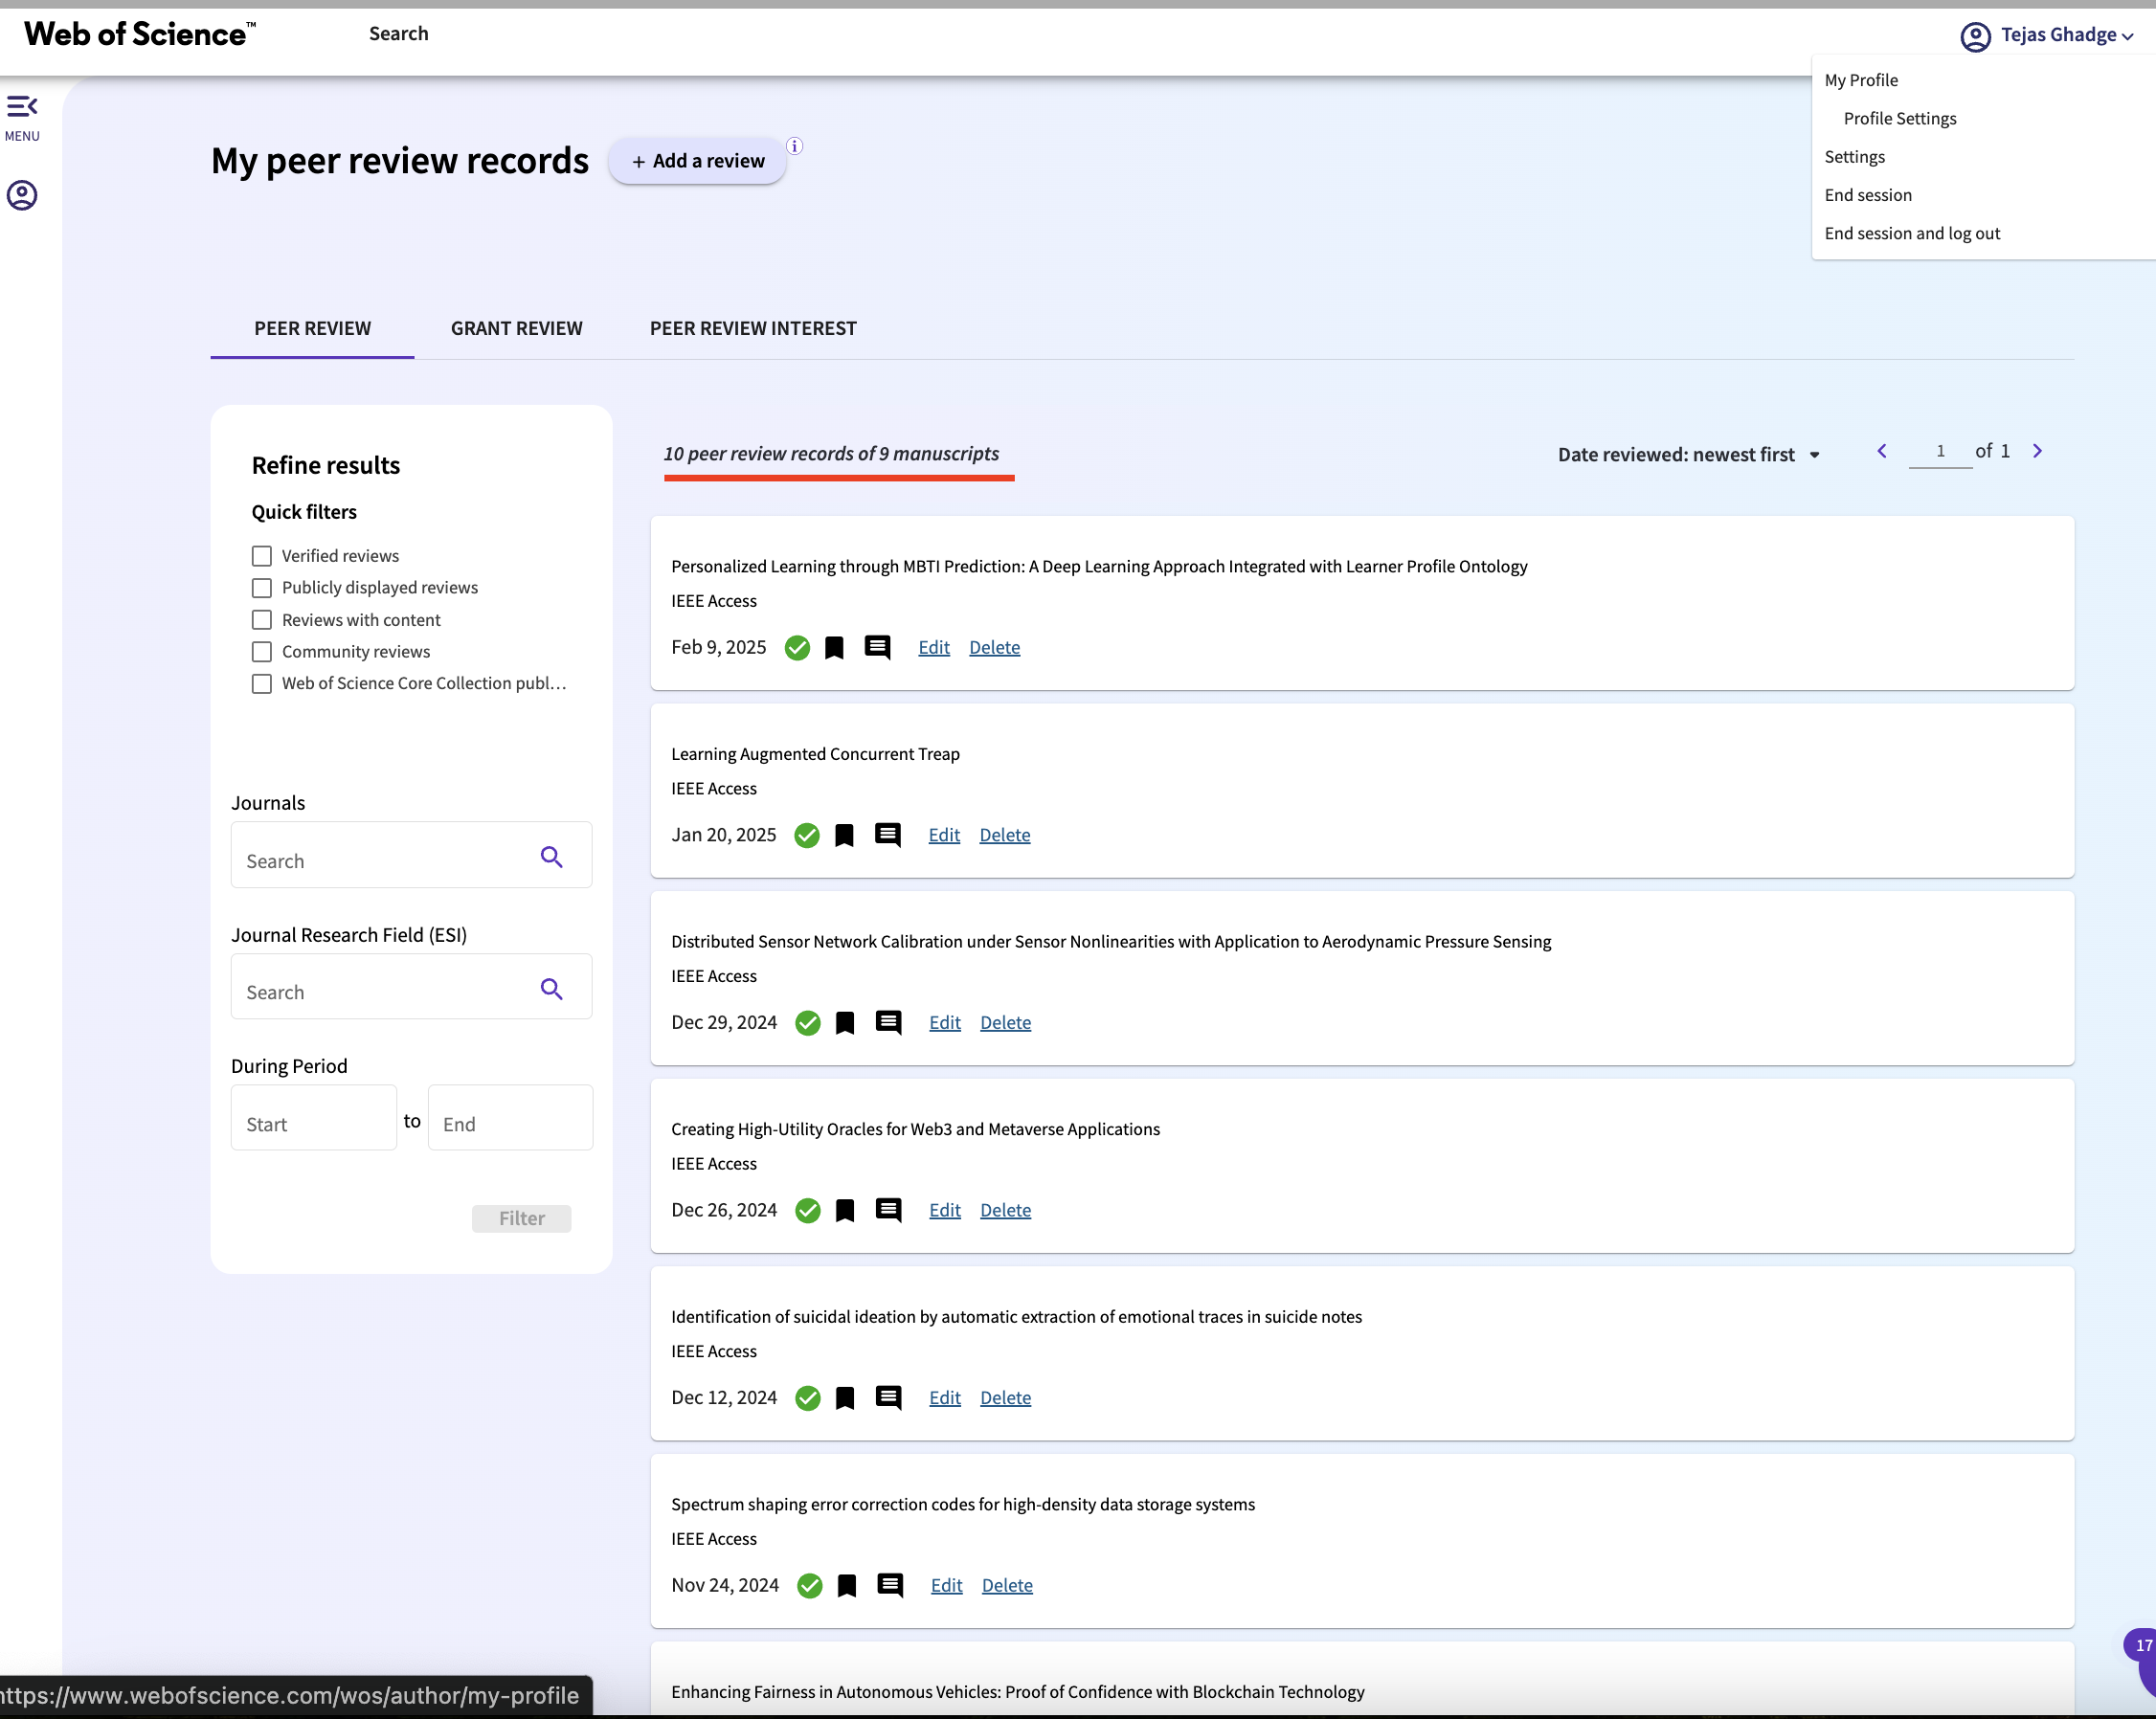 Web of Science™
Search
Tejas Ghadge
My Profile
Profile Settings
Settings
End session
End session and log out
MENU
My peer review records
+ Add a review
i
PEER REVIEW
GRANT REVIEW
PEER REVIEW INTEREST
Refine results
Quick filters
Verified reviews
Publicly displayed reviews
Reviews with content
Community reviews
Web of Science Core Collection publ...
Journals
Search
Journal Research Field (ESI)
Search
During Period
Start
to
End
Filter
10 peer review records of 9 manuscripts
Date reviewed: newest first
1 of 1
Personalized Learning through MBTI Prediction: A Deep Learning Approach Integrated with Learner Profile Ontology
IEEE Access
Feb 9, 2025 Edit Delete
Learning Augmented Concurrent Treap
IEEE Access
Jan 20, 2025 Edit Delete
Distributed Sensor Network Calibration under Sensor Nonlinearities with Application to Aerodynamic Pressure Sensing
IEEE Access
Dec 29, 2024 Edit Delete
Creating High-Utility Oracles for Web3 and Metaverse Applications
IEEE Access
Dec 26, 2024 Edit Delete
Identification of suicidal ideation by automatic extraction of emotional traces in suicide notes
IEEE Access
Dec 12, 2024 Edit Delete
Spectrum shaping error correction codes for high-density data storage systems
IEEE Access
Nov 24, 2024 Edit Delete
Enhancing Fairness in Autonomous Vehicles: Proof of Confidence with Blockchain Technology
17
https://www.webofscience.com/wos/author/my-profile